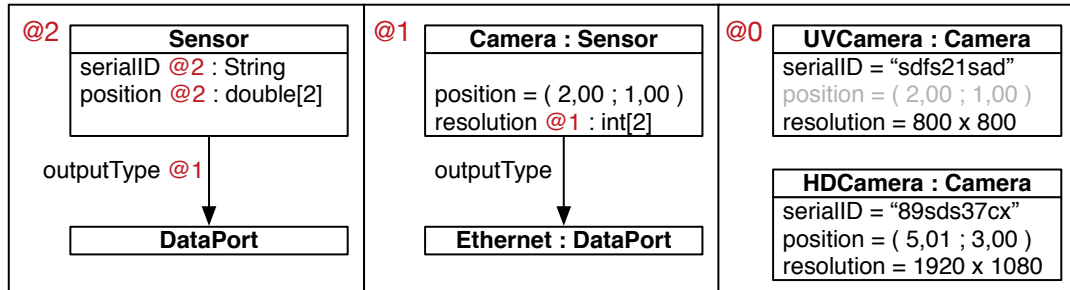 @2
Sensor
serialID @2 : String
position @2 : double[2]
outputType @1
DataPort
@1
Camera : Sensor
position = ( 2,00 ; 1,00 )
resolution @1 : int[2]
outputType
Ethernet : DataPort
@0
UVCamera : Camera
serialID = “sdfs21sad”
position = ( 2,00 ; 1,00 )
resolution = 800 x 800
HDCamera : Camera
serialID = “89sds37cx”
position = ( 5,01 ; 3,00 )
resolution = 1920 x 1080